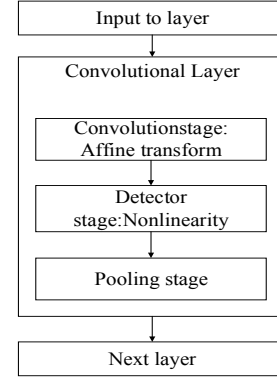 Input to layer
Convolutional Layer
Convolutionstage:
Affine transform
Detector
stage:Nonlinearity
Pooling stage
Next layer